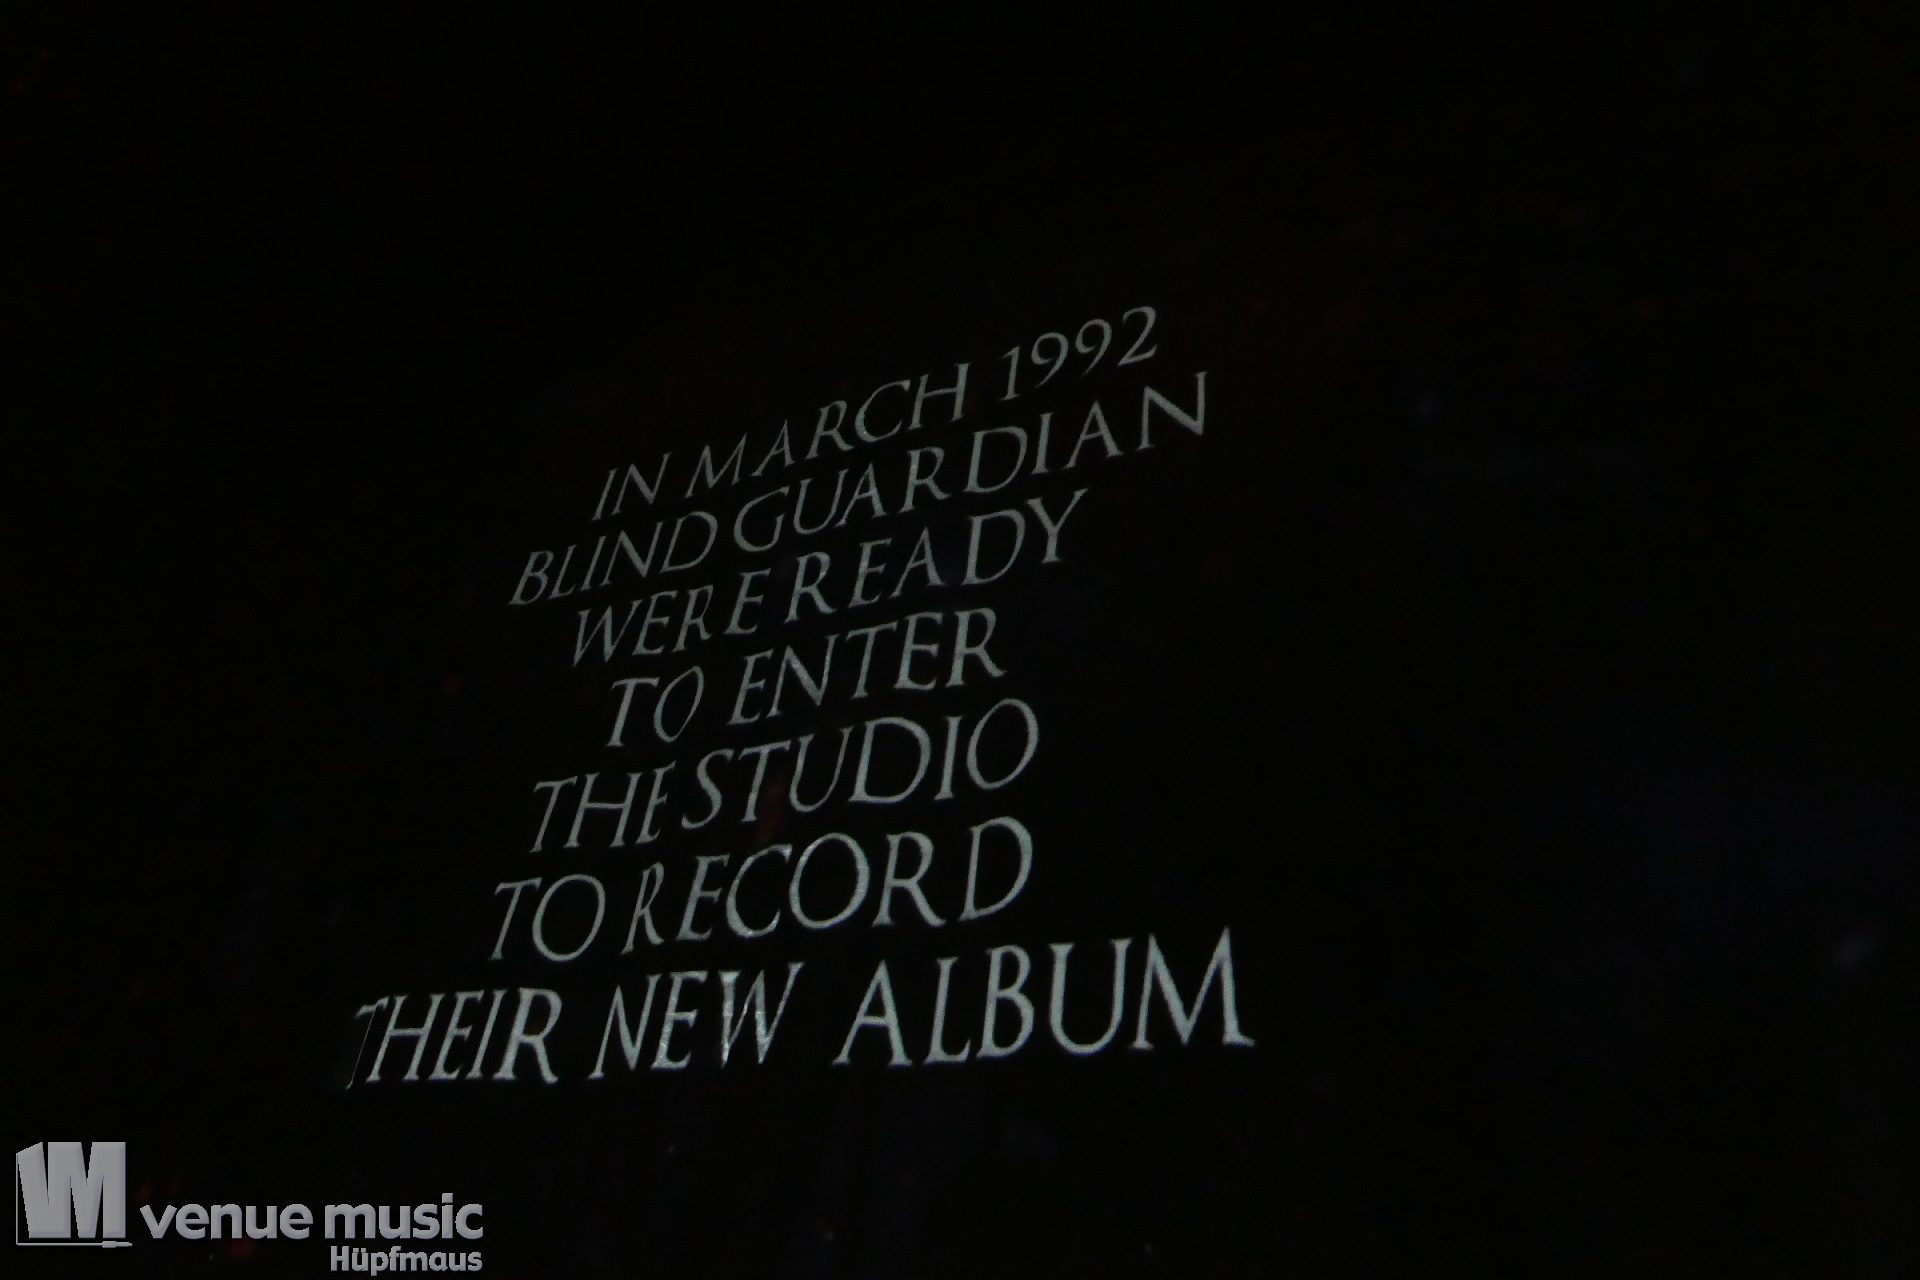 IN MARCH 1992
BLIND GUARDIAN
WERE READY
TO ENTER
THE STUDIO
TO RECORD
THEIR NEW ALBUM
VM venue music
Hüpfmaus